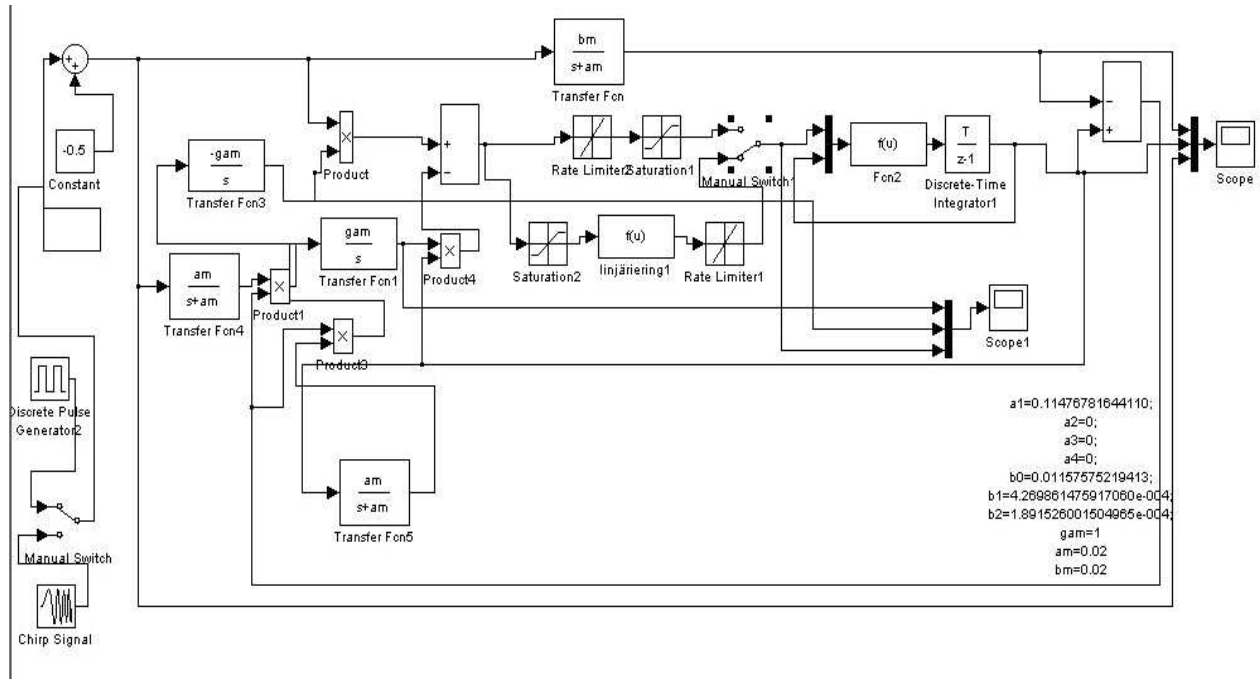 bm
s+am
Transfer Fcn
+
+
-0.5
Constant
-gam
s
Transfer Fcn3
×
Product
+
−
Rate Limiter2
Saturation1
Manual Switch1
f(u)
Fcn2
T
z-1
Discrete-Time
Integrator1
−
+
Scope
gam
s
Transfer Fcn1
×
Product4
Saturation2
f(u)
linjäriering1
Rate Limiter1
am
s+am
Transfer Fcn4
×
Product1
×
Product3
Scope1
Discrete Pulse
Generator2
am
s+am
Transfer Fcn5
Manual Switch
Chirp Signal
a1=0.11476781644110;
a2=0;
a3=0;
a4=0;
b0=0.01157575219413;
b1=4.269861475917060e-004;
b2=1.891526001504965e-004;
gam=1
am=0.02
bm=0.02